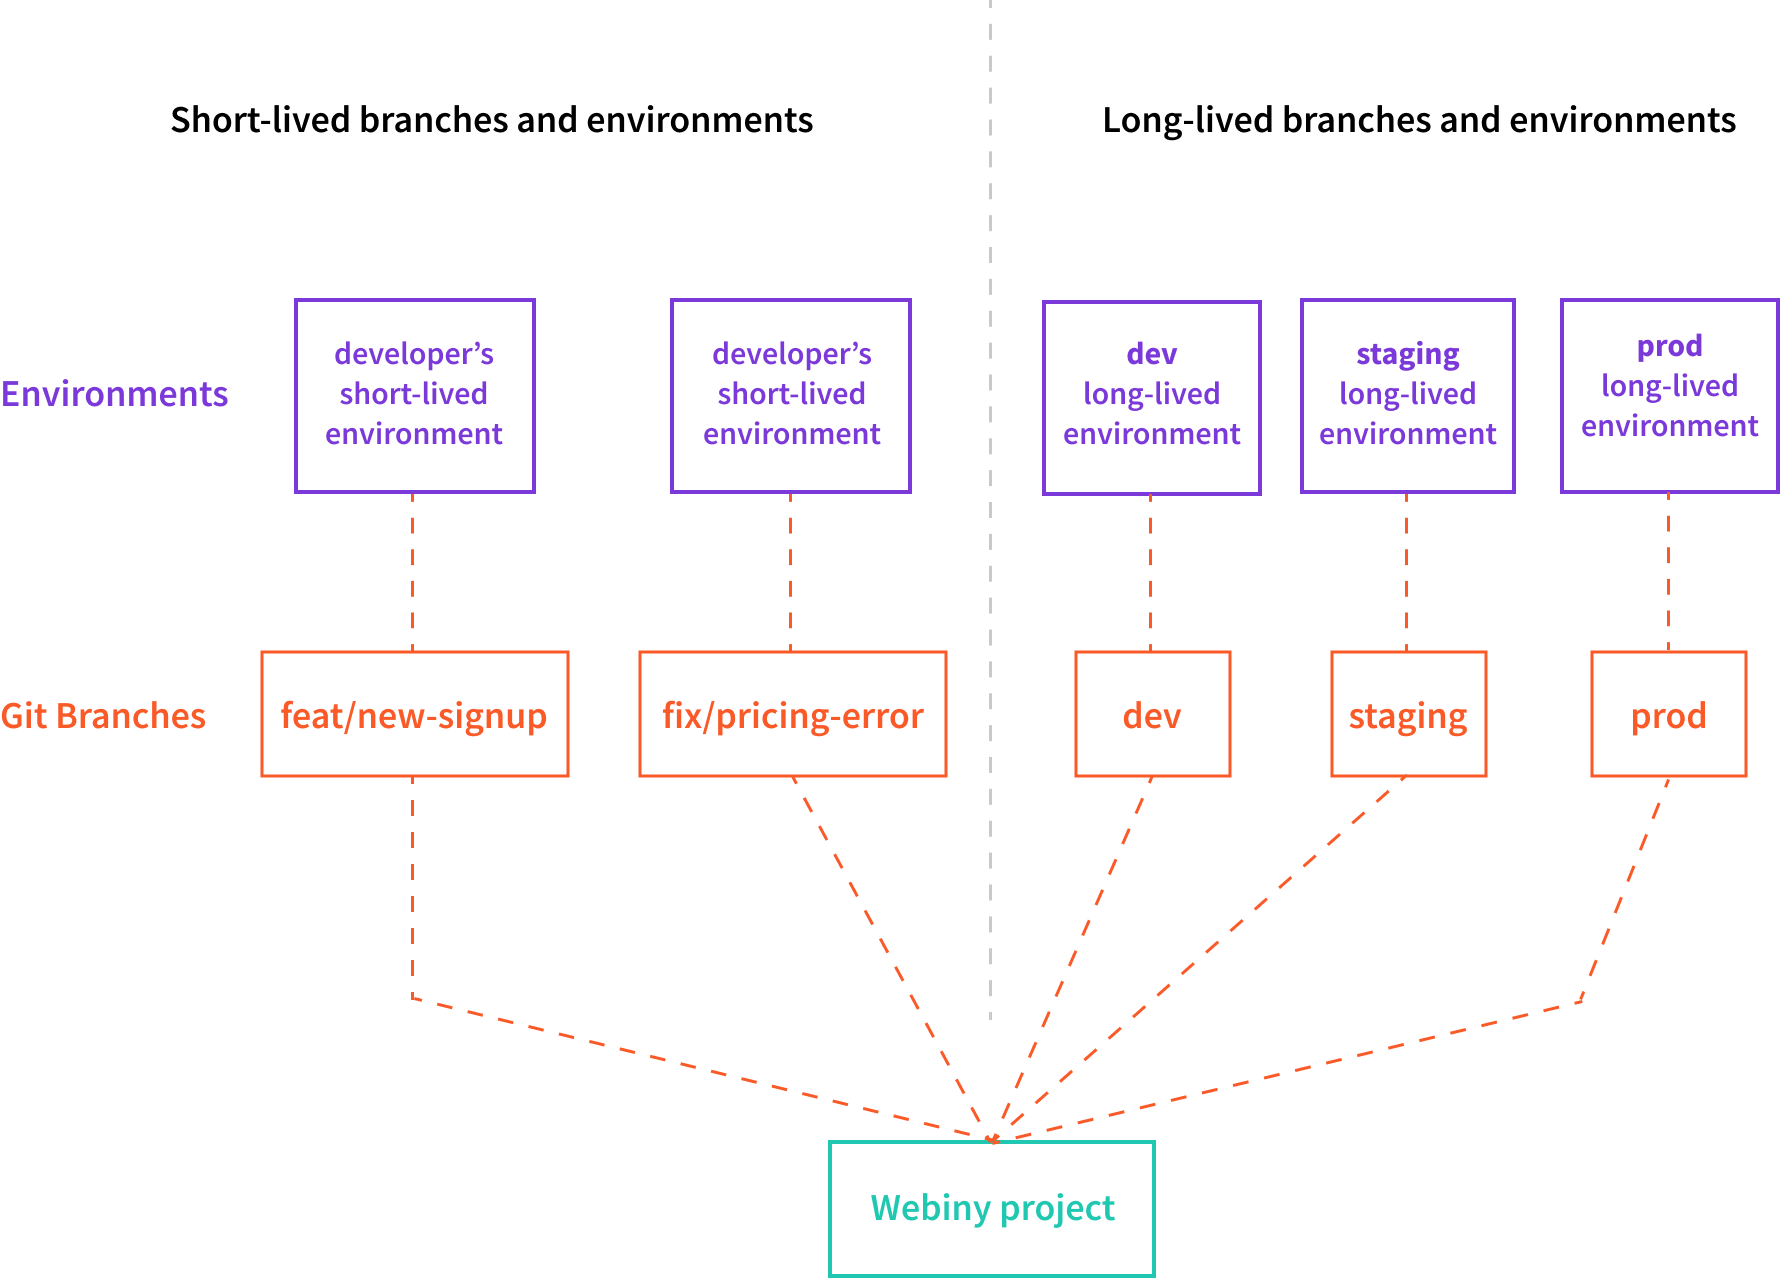 Short-lived branches and environments
Long-lived branches and environments
Environments
developer’s
short-lived
environment
developer’s
short-lived
environment
dev
long-lived
environment
staging
long-lived
environment
prod
long-lived
environment
Git Branches
feat/new-signup
fix/pricing-error
dev
staging
prod
Webiny project